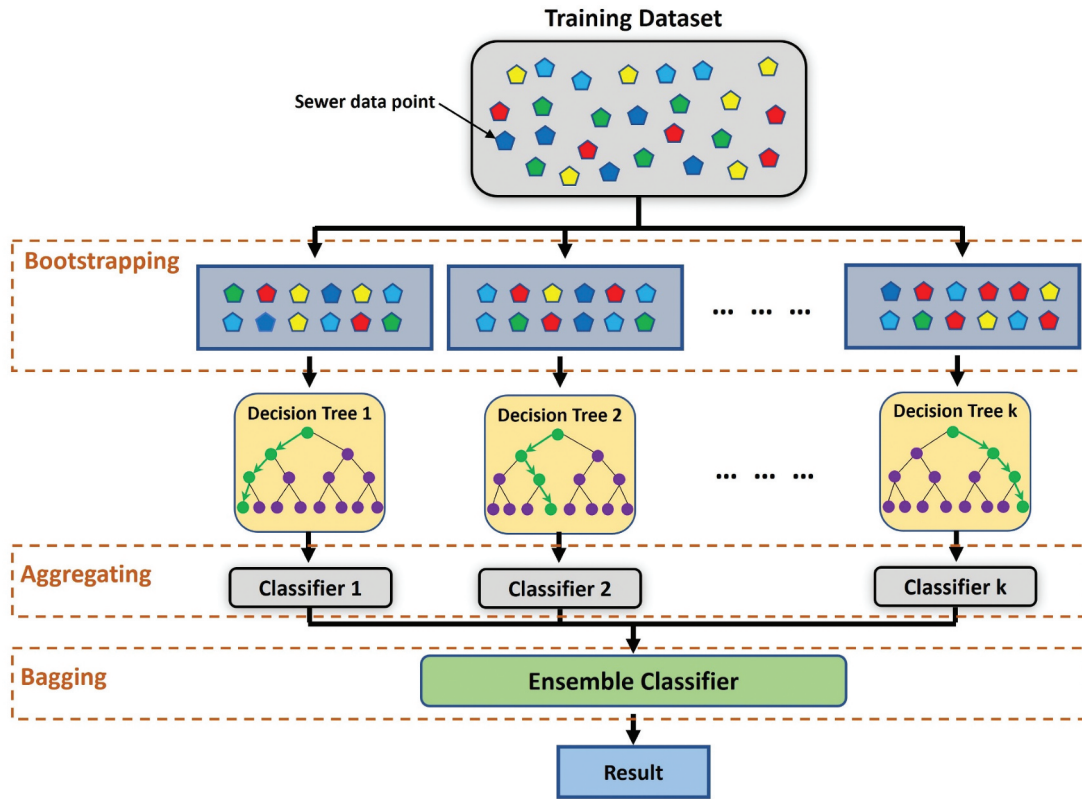 Training Dataset
Sewer data point
Bootstrapping
... ... ...
Decision Tree 1
Decision Tree 2
Decision Tree k
... ... ...
Aggregating
Classifier 1
Classifier 2
Classifier k
Bagging
Ensemble Classifier
Result